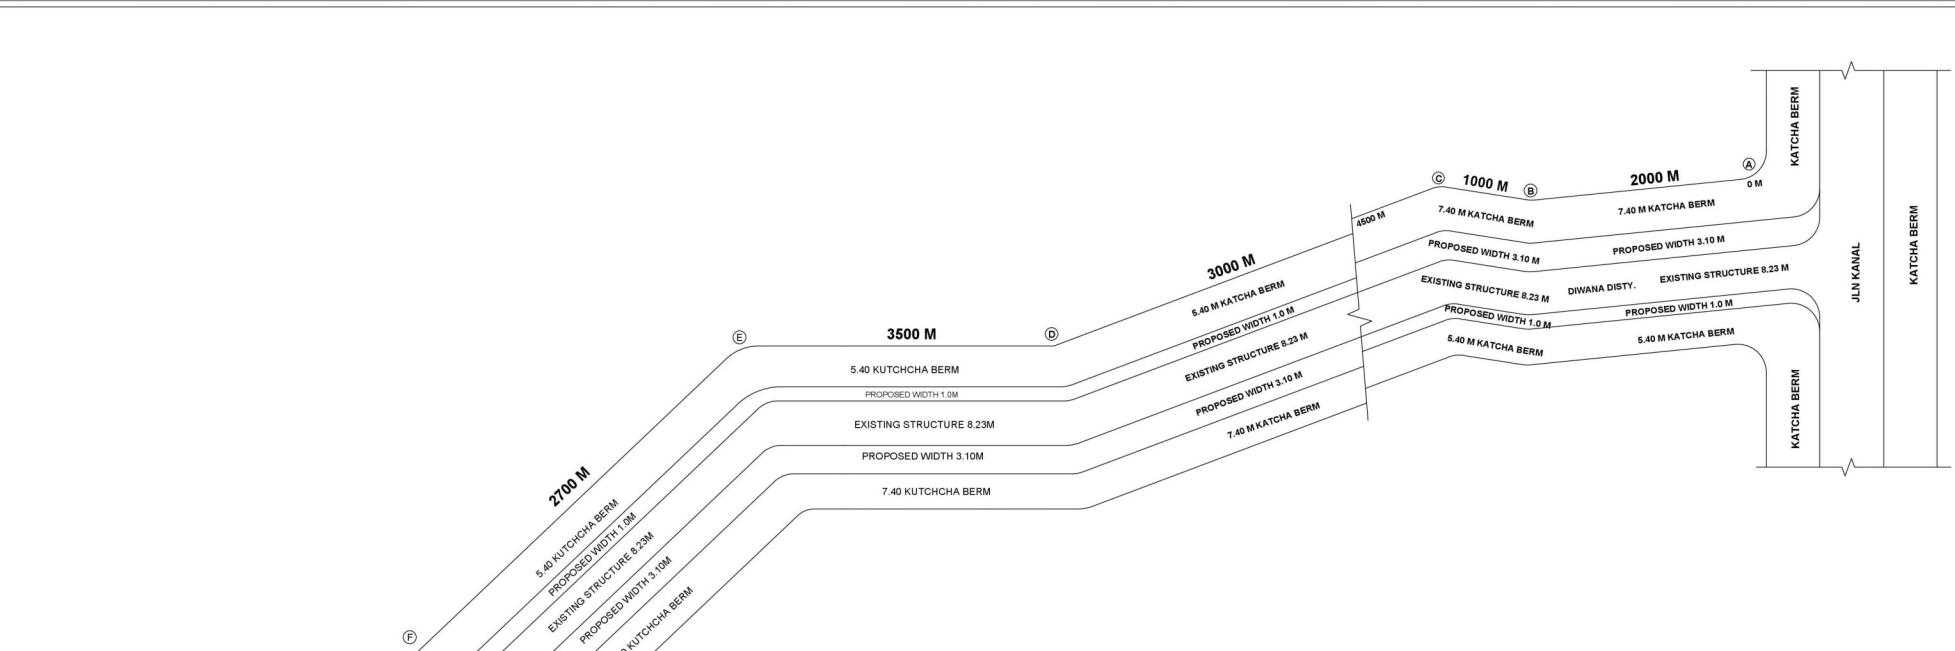 KATCHA BERM
A
0 M
2000 M
B
1000 M
C
7.40 M KATCHA BERM
7.40 M KATCHA BERM
4500 M
PROPOSED WIDTH 3.10 M
PROPOSED WIDTH 3.10 M
EXISTING STRUCTURE 8.23 M
DIWANA DISTY.
EXISTING STRUCTURE 8.23 M
PROPOSED WIDTH 1.0 M
PROPOSED WIDTH 1.0 M
5.40 M KATCHA BERM
5.40 M KATCHA BERM
KATCHA BERM
JLN KANAL
KATCHA BERM
3000 M
5.40 M KATCHA BERM
PROPOSED WIDTH 1.0 M
EXISTING STRUCTURE 8.23 M
PROPOSED WIDTH 3.10 M
7.40 M KATCHA BERM
D
3500 M
E
5.40 KUTCHCHA BERM
PROPOSED WIDTH 1.0M
EXISTING STRUCTURE 8.23M
PROPOSED WIDTH 3.10M
7.40 KUTCHCHA BERM
2700 M
5.40 KUTCHCHA BERM
PROPOSED WIDTH 1.0M
EXISTING STRUCTURE 8.23M
PROPOSED WIDTH 3.10M
KUTCHCHA BERM
F